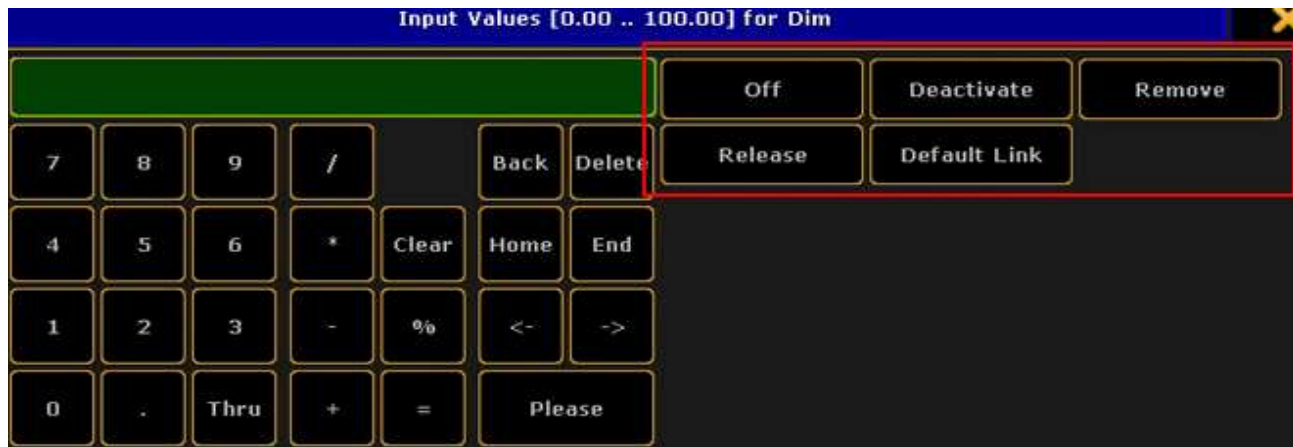 Input Values [0.00 .. 100.00] for Dim
Off Deactivate Remove
7 8 9 / Back Delete Release Default Link
4 5 6 * Clear Home End
1 2 3 - % <- ->
0 . Thru + = Please